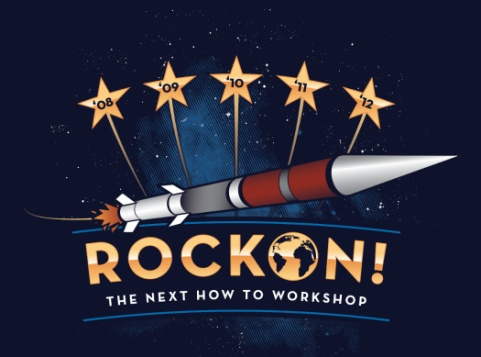 '08
'09
'10
'11
'12
ROCKON!
THE NEXT HOW TO WORKSHOP